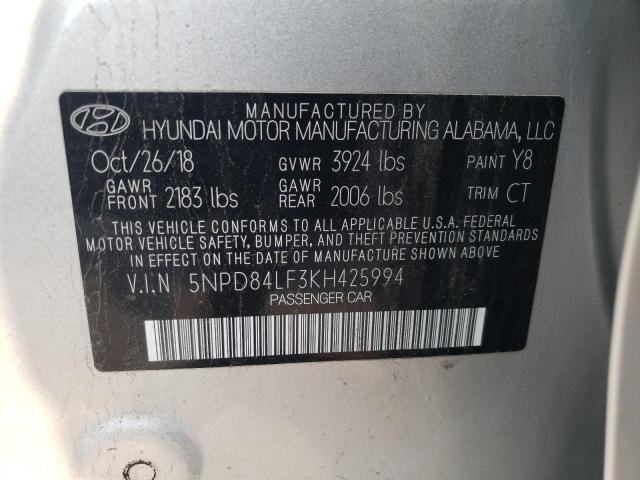 MANUFACTURED BY
HYUNDAI MOTOR MANUFACTURING ALABAMA, LLC
Oct/26/18 GVWR 3924 lbs PAINT Y8
GAWR FRONT 2183 lbs GAWR REAR 2006 lbs TRIM CT
THIS VEHICLE CONFORMS TO ALL APPLICABLE U.S.A. FEDERAL
MOTOR VEHICLE SAFETY, BUMPER, AND THEFT PREVENTION STANDARDS
IN EFFECT ON THE DATE OF MANUFACTURE SHOWN ABOVE.
V.I.N 5NPD84LF3KH425994
PASSENGER CAR